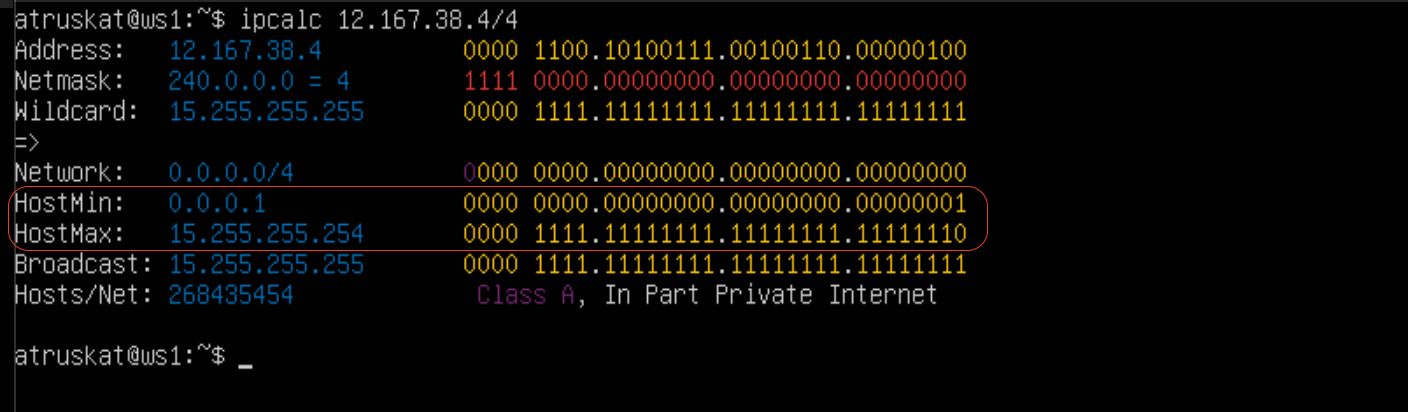 atruskat@ws1:~$ ipcalc 12.167.38.4/4
Address:   12.167.38.4          0000 1100.10100111.00100110.00000100
Netmask:   240.0.0.0 = 4        1111 0000.00000000.00000000.00000000
Wildcard:  15.255.255.255       0000 1111.11111111.11111111.11111111
=>
Network:   0.0.0.0/4            0000 0000.00000000.00000000.00000000
HostMin:   0.0.0.1              0000 0000.00000000.00000000.00000001
HostMax:   15.255.255.254       0000 1111.11111111.11111111.11111110
Broadcast: 15.255.255.255       0000 1111.11111111.11111111.11111111
Hosts/Net: 268435454             Class A, In Part Private Internet
atruskat@ws1:~$ _